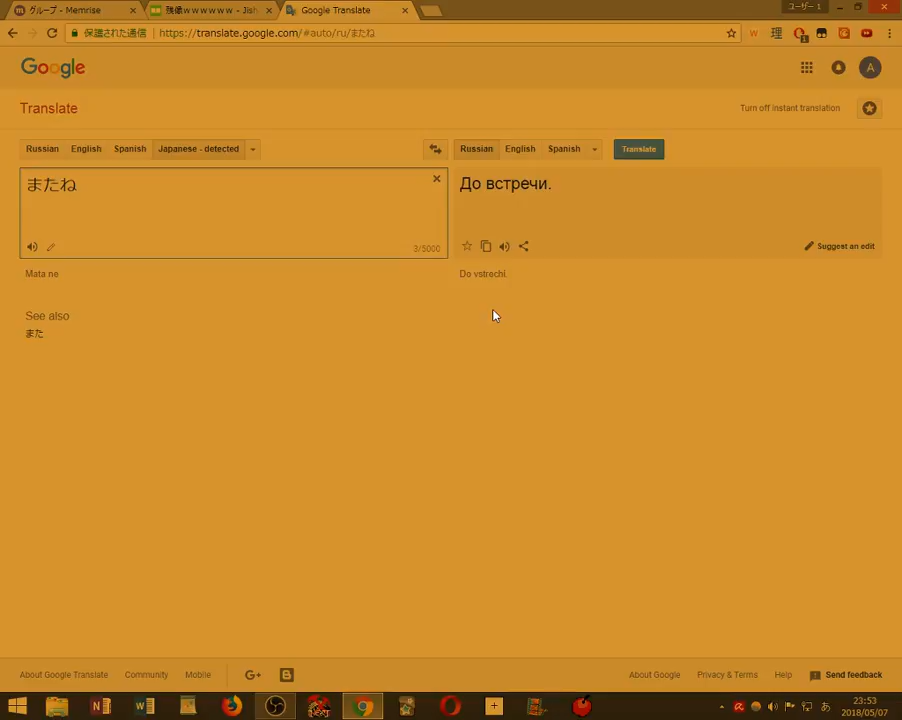 グループ - Memrise
残像ｗｗｗｗｗｗ - Jish
Google Translate
ユーザー 1
保護された通信
https://translate.google.com/#auto/ru/またね
Google
A
Translate
Turn off instant translation
Russian English Spanish Japanese - detected
Russian English Spanish Translate
またね
До встречи.
3/5000
Suggest an edit
Mata ne
Do vstrechi.
See also
また
About Google Translate Community Mobile G+
About Google Privacy & Terms Help Send feedback
あ
23:53
2018/05/07